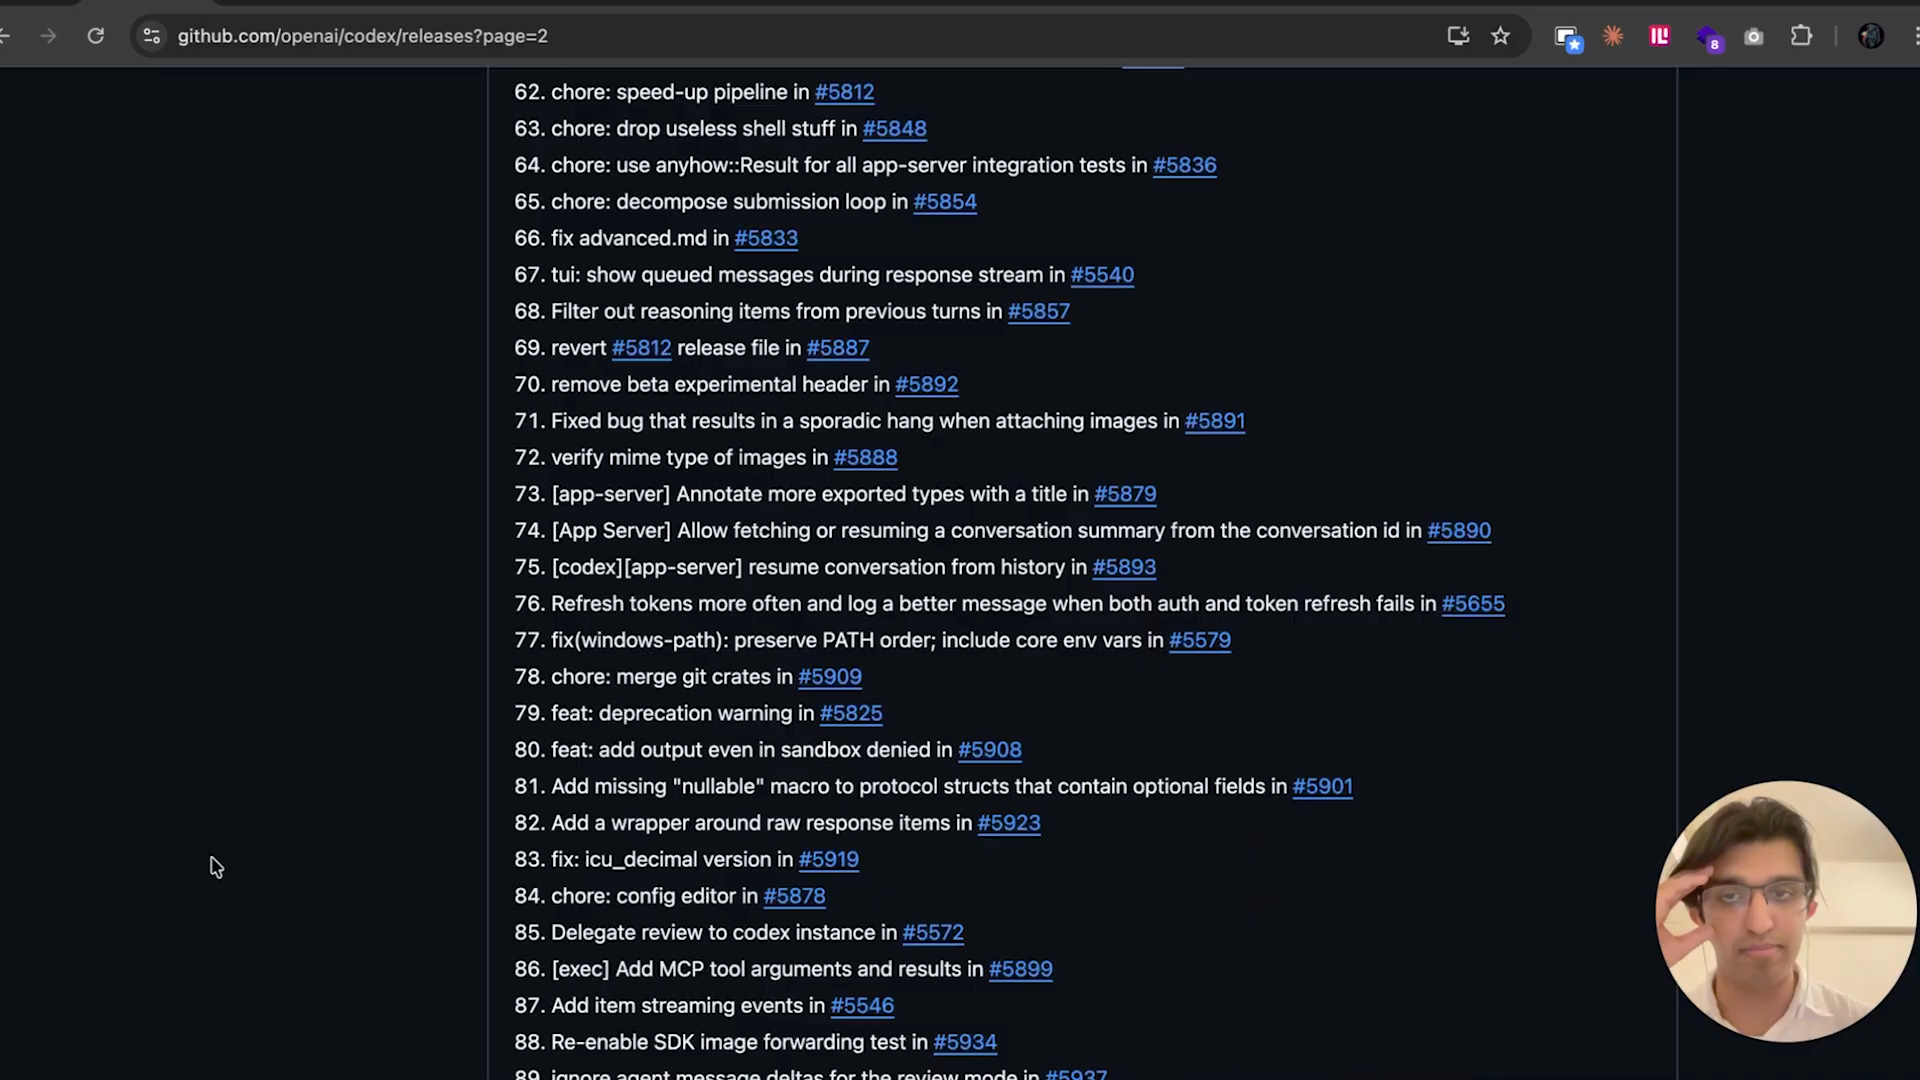 github.com/openai/codex/releases?page=2
8
62. chore: speed-up pipeline in #5812
63. chore: drop useless shell stuff in #5848
64. chore: use anyhow::Result for all app-server integration tests in #5836
65. chore: decompose submission loop in #5854
66. fix advanced.md in #5833
67. tui: show queued messages during response stream in #5540
68. Filter out reasoning items from previous turns in #5857
69. revert #5812 release file in #5887
70. remove beta experimental header in #5892
71. Fixed bug that results in a sporadic hang when attaching images in #5891
72. verify mime type of images in #5888
73. [app-server] Annotate more exported types with a title in #5879
74. [App Server] Allow fetching or resuming a conversation summary from the conversation id in #5890
75. [codex][app-server] resume conversation from history in #5893
76. Refresh tokens more often and log a better message when both auth and token refresh fails in #5655
77. fix(windows-path): preserve PATH order; include core env vars in #5579
78. chore: merge git crates in #5909
79. feat: deprecation warning in #5825
80. feat: add output even in sandbox denied in #5908
81. Add missing "nullable" macro to protocol structs that contain optional fields in #5901
82. Add a wrapper around raw response items in #5923
83. fix: icu_decimal version in #5919
84. chore: config editor in #5878
85. Delegate review to codex instance in #5572
86. [exec] Add MCP tool arguments and results in #5899
87. Add item streaming events in #5546
88. Re-enable SDK image forwarding test in #5934
89. ignore agent message deltas for the review mode in #5937